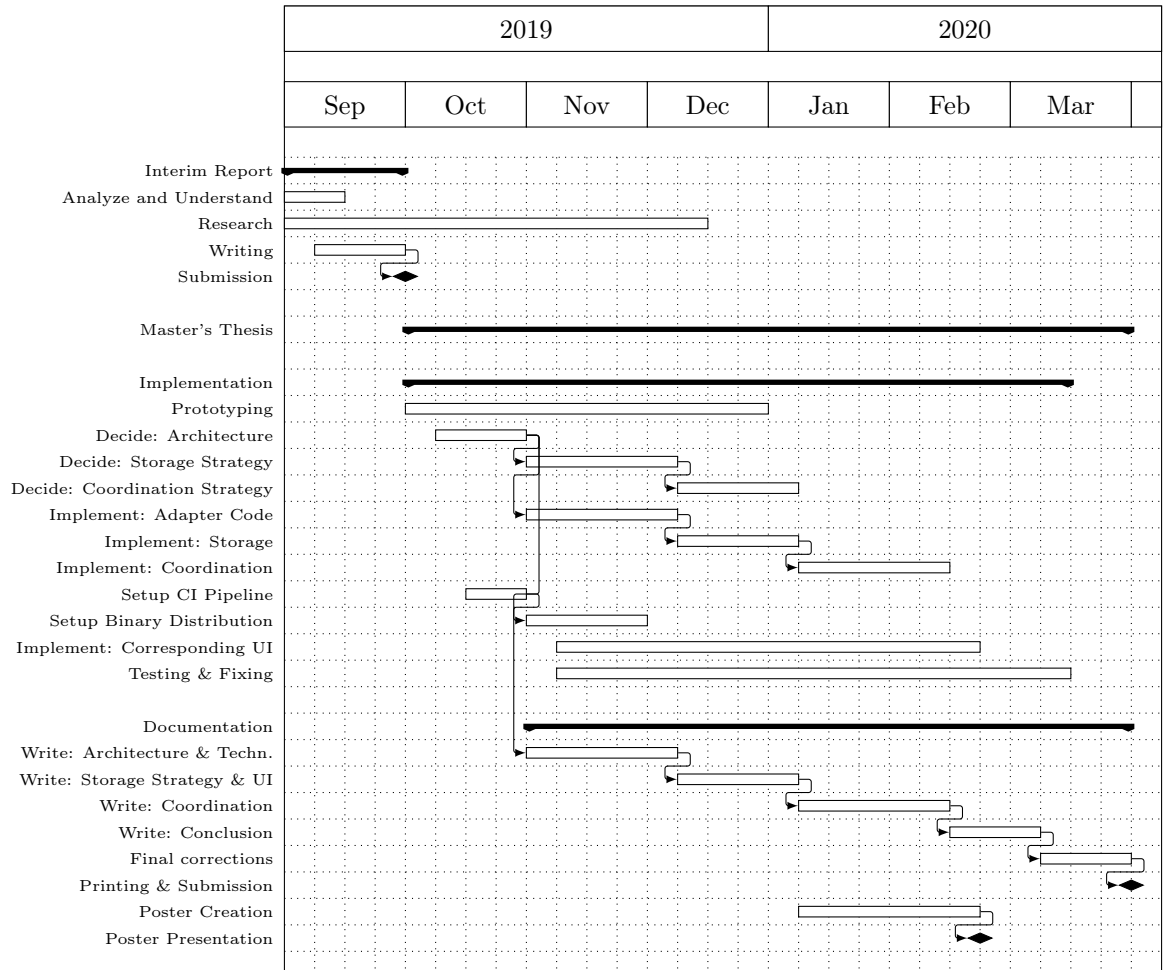 2019 2020
Sep Oct Nov Dec Jan Feb Mar
Interim Report
Analyze and Understand
Research
Writing
Submission
Master's Thesis
Implementation
Prototyping
Decide: Architecture
Decide: Storage Strategy
Decide: Coordination Strategy
Implement: Adapter Code
Implement: Storage
Implement: Coordination
Setup CI Pipeline
Setup Binary Distribution
Implement: Corresponding UI
Testing & Fixing
Documentation
Write: Architecture & Techn.
Write: Storage Strategy & UI
Write: Coordination
Write: Conclusion
Final corrections
Printing & Submission
Poster Creation
Poster Presentation